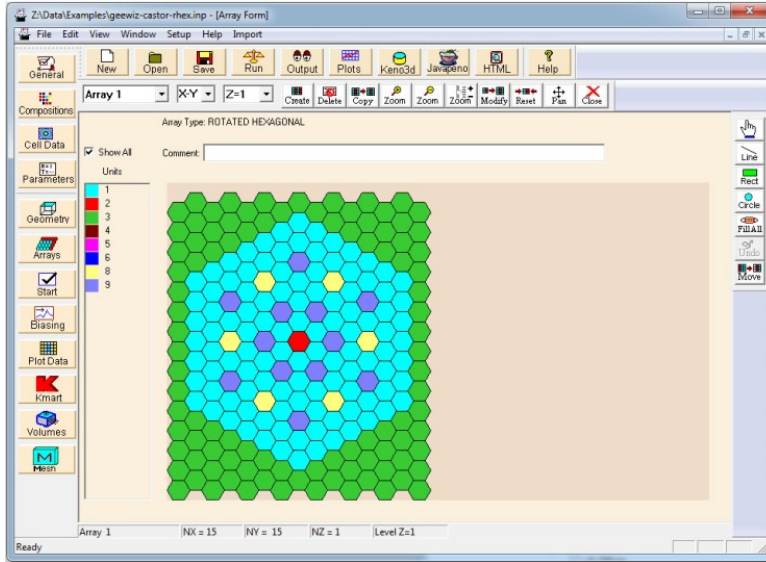 Z:\Data\Examples\geewiz-castor-rhex.inp - [Array Form]
File Edit View Window Setup Help Import
General New Open Save Run Output Plots Keno3d Javapeno HTML Help
Array 1 X-Y Z=1 Create Delete Copy Zoom Zoom Zoom Modify Reset Pan Close
Compositions
Array Type: ROTATED HEXAGONAL
Cell Data
Show All Comment:
Units
Parameters
1
2
3
4
5
6
8
9
Geometry
Arrays
Start
Biasing
Plot Data
Kmart
Volumes
M
Mesh
Line
Rect
Circle
Fill All
Undo
Move
Array 1 NX = 15 NY = 15 NZ = 1 Level Z=1
Ready